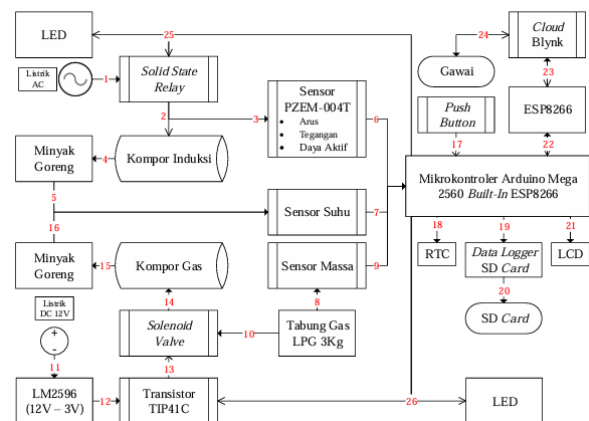 LED
25
24
Cloud
Blynk
Listrik
AC
1
Solid State
Relay
Gawai
23
2
3
Sensor
PZEM-004T
• Arus
• Tegangan
• Daya Aktif
6
Push
Button
ESP8266
17
22
Minyak
Goreng
4
Kompor Induksi
Mikrokontroler Arduino Mega
2560 Built-In ESP8266
5
16
Sensor Suhu
7
18
19
21
Minyak
Goreng
15
Kompor Gas
Sensor Massa
9
RTC
Data Logger
SD Card
LCD
Listrik
DC 12V
14
8
20
+
-
Solenoid
Valve
10
Tabung Gas
LPG 3Kg
SD Card
11
13
LM2596
(12V – 3V)
12
Transistor
TIP41C
26
LED